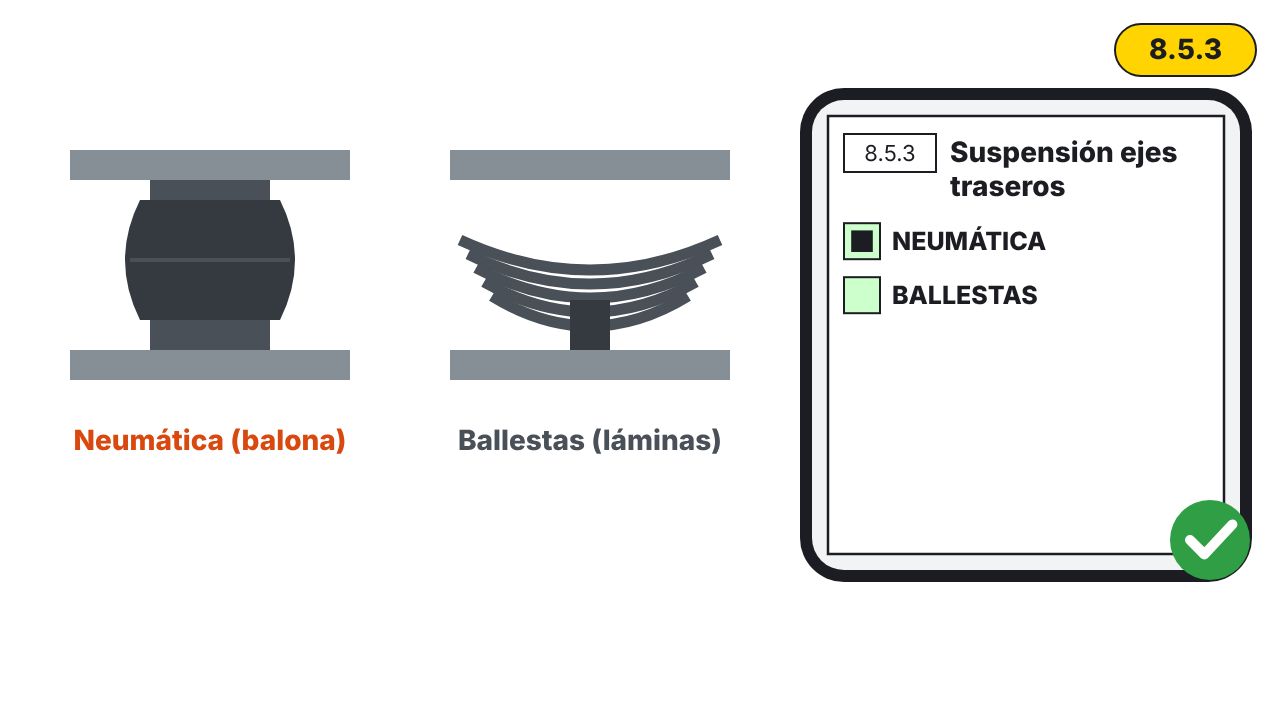 8.5.3
8.5.3
Suspensión ejes
traseros
NEUMÁTICA
BALLESTAS
Neumática (balona)
Ballestas (láminas)